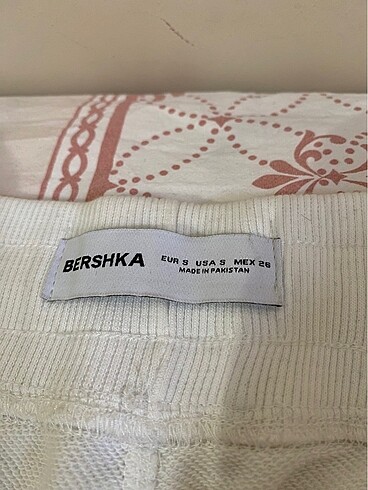 BERSHKA
EUR S USA S MEX 26
MADE IN PAKISTAN